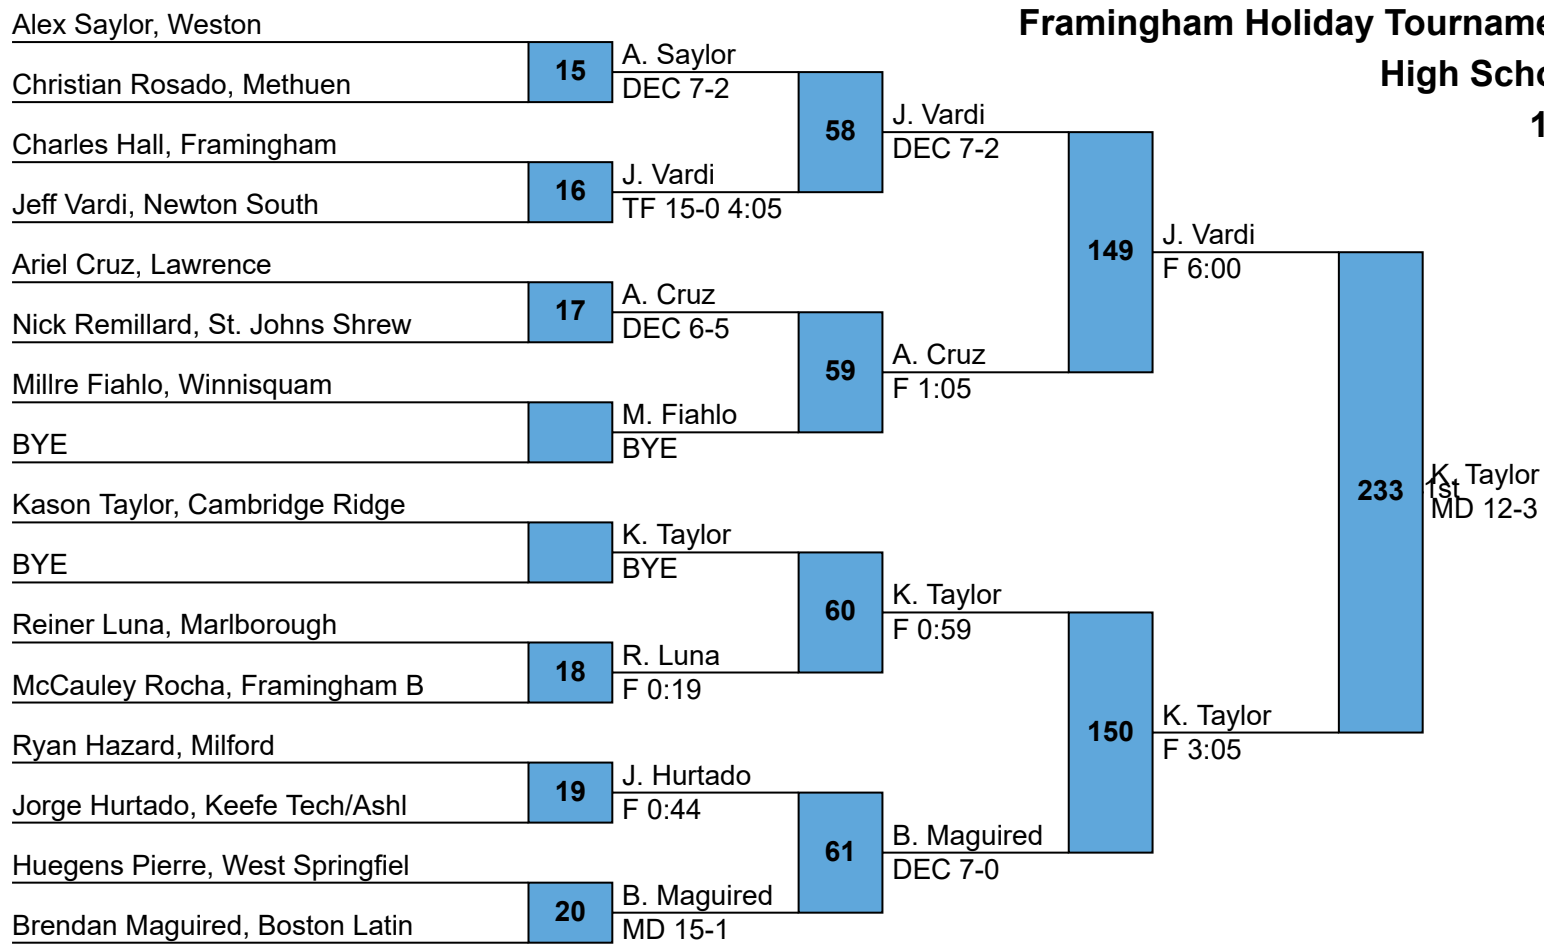 Framingham Holiday
High
Alex Saylor, Weston
Christian Rosado, Methuen
Charles Hall, Framingham
Jeff Vardi, Newton South
Ariel Cruz, Lawrence
Nick Remillard, St. Johns Shrew
Millre Fiahlo, Winnisquam
BYE
Kason Taylor, Cambridge Ridge
BYE
Reiner Luna, Marlborough
McCauley Rocha, Framingham B
Ryan Hazard, Milford
Jorge Hurtado, Keefe Tech/Ashl
Huegens Pierre, West Springfiel
Brendan Maguired, Boston Latin
15
16
17
18
19
20
A. Saylor
DEC 7-2
J. Vardi
TF 15-0 4:05
A. Cruz
DEC 6-5
M. Fiahlo
BYE
K. Taylor
BYE
R. Luna
F 0:19
J. Hurtado
F 0:44
B. Maguired
MD 15-1
58
59
60
61
J. Vardi
DEC 7-2
A. Cruz
F 1:05
K. Taylor
F 0:59
B. Maguired
DEC 7-0
149
150
J. Vardi
F 6:00
K. Taylor
F 3:05
233
K. Taylor
1st
MD 12-3